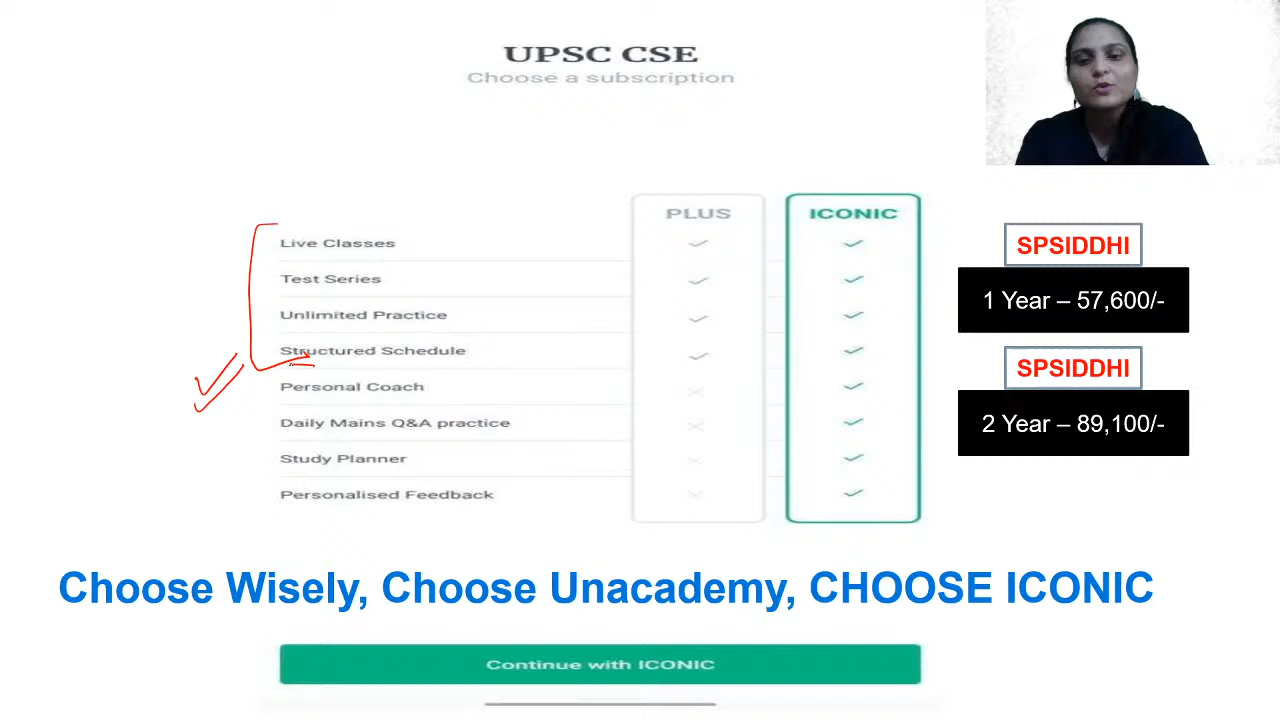 UPSC CSE
Choose a subscription
PLUS ICONIC
Live Classes
Test Series
Unlimited Practice
Structured Schedule
Personal Coach
Daily Mains Q&A practice
Study Planner
Personalised Feedback
SPSIDDHI
1 Year – 57,600/-
SPSIDDHI
2 Year – 89,100/-
Choose Wisely, Choose Unacademy, CHOOSE ICONIC
Continue with ICONIC